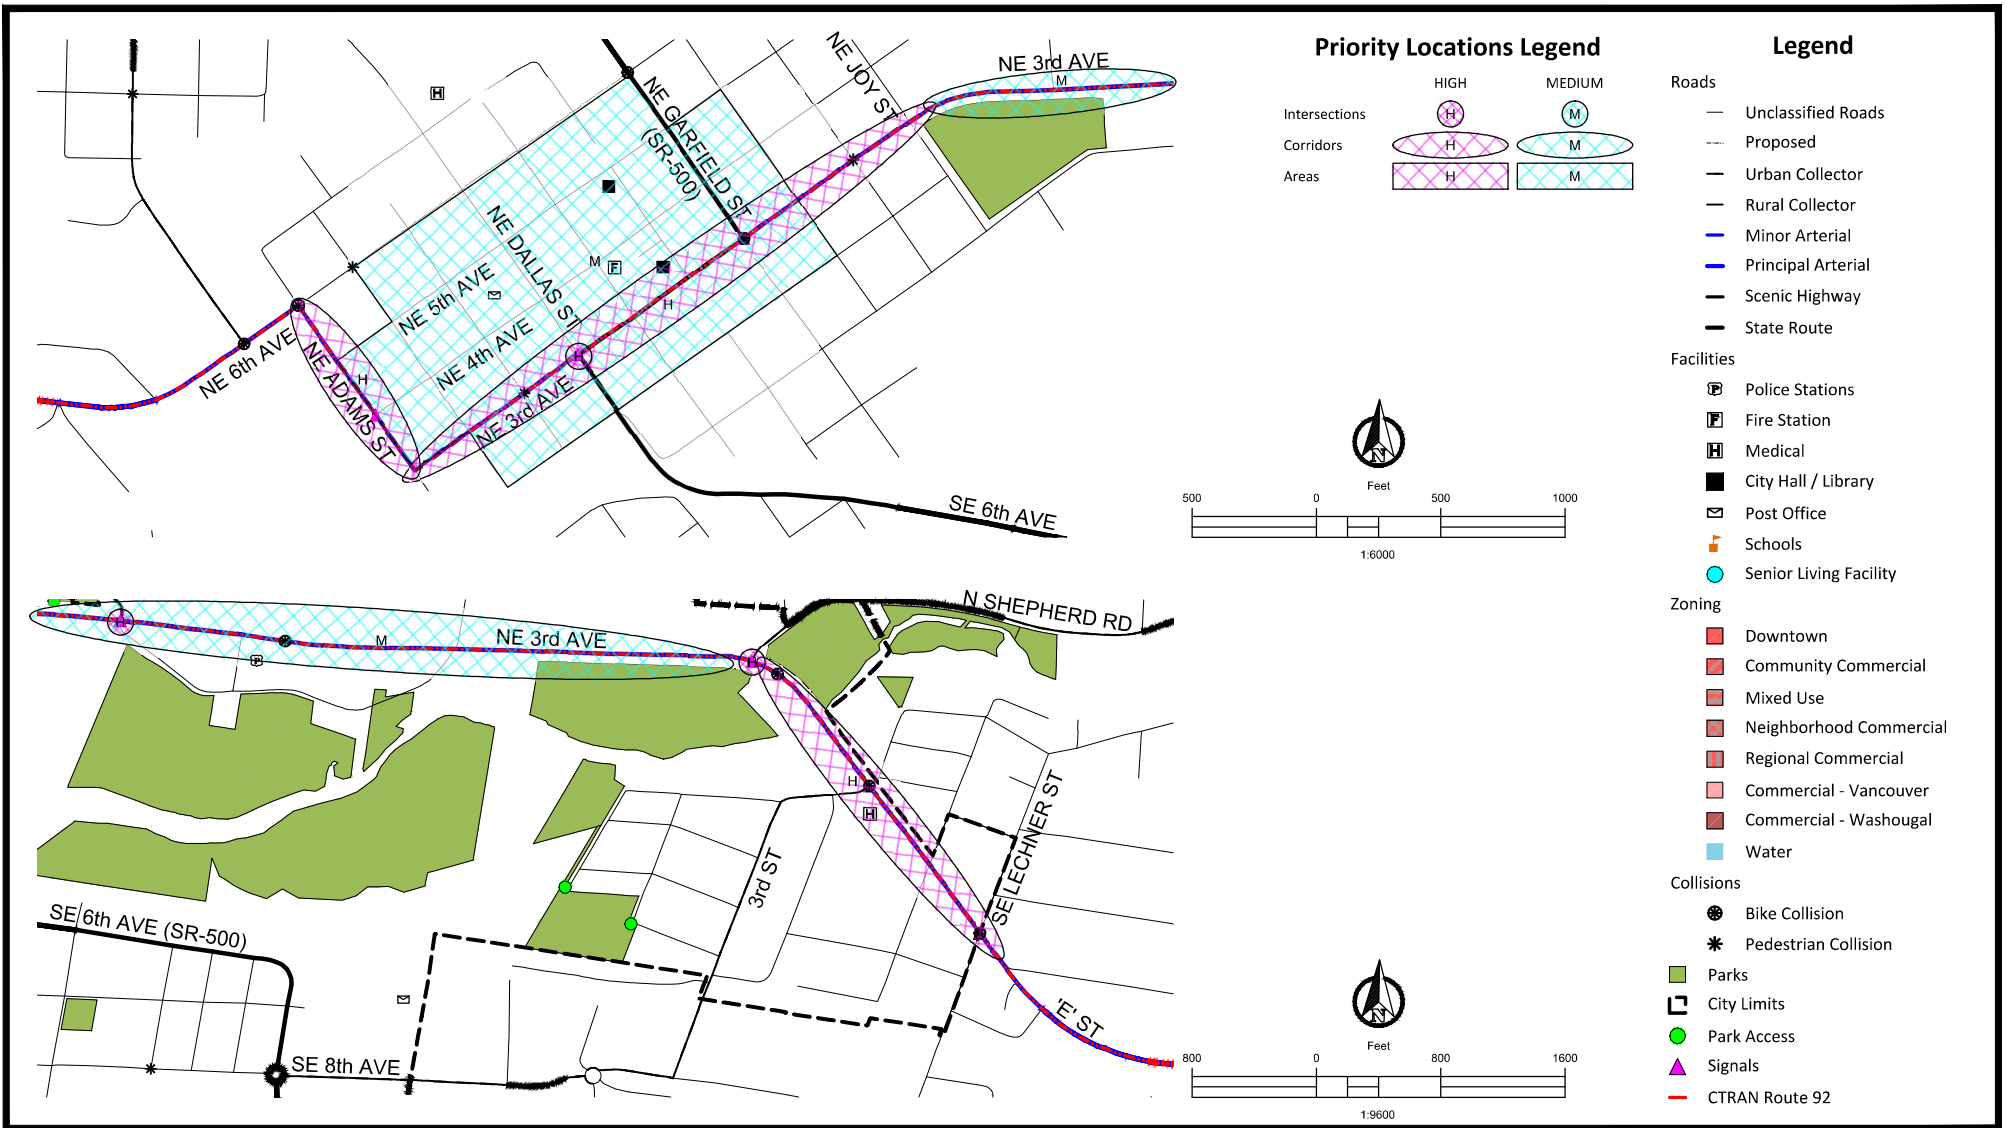 NE 3rd AVE
NE JOY ST
NE GARFIELD ST
(SR-500)
M
H
NE DALLAS ST
M
F
H
NE 5th AVE
NE 4th AVE
H
NE 3rd AVE
NE 6th AVE
NE ADAMS ST
H
SE 6th AVE
Priority Locations Legend
HIGH MEDIUM
Intersections H M
Corridors H M
Areas H M
N
Feet
500 0 500 1000
1:6000
H
M
NE 3rd AVE
P
H
N SHEPHERD RD
H
H
SE LECHNER ST
3rd ST
SE 6th AVE (SR-500)
SE 8th AVE
'E' ST
N
Feet
800 0 800 1600
1:9600
Legend
Roads
Unclassified Roads
Proposed
Urban Collector
Rural Collector
Minor Arterial
Principal Arterial
Scenic Highway
State Route
Facilities
P Police Stations
F Fire Station
H Medical
City Hall / Library
Post Office
Schools
Senior Living Facility
Zoning
Downtown
Community Commercial
Mixed Use
Neighborhood Commercial
Regional Commercial
Commercial - Vancouver
Commercial - Washougal
Water
Collisions
Bike Collision
Pedestrian Collision
Parks
City Limits
Park Access
Signals
CTRAN Route 92